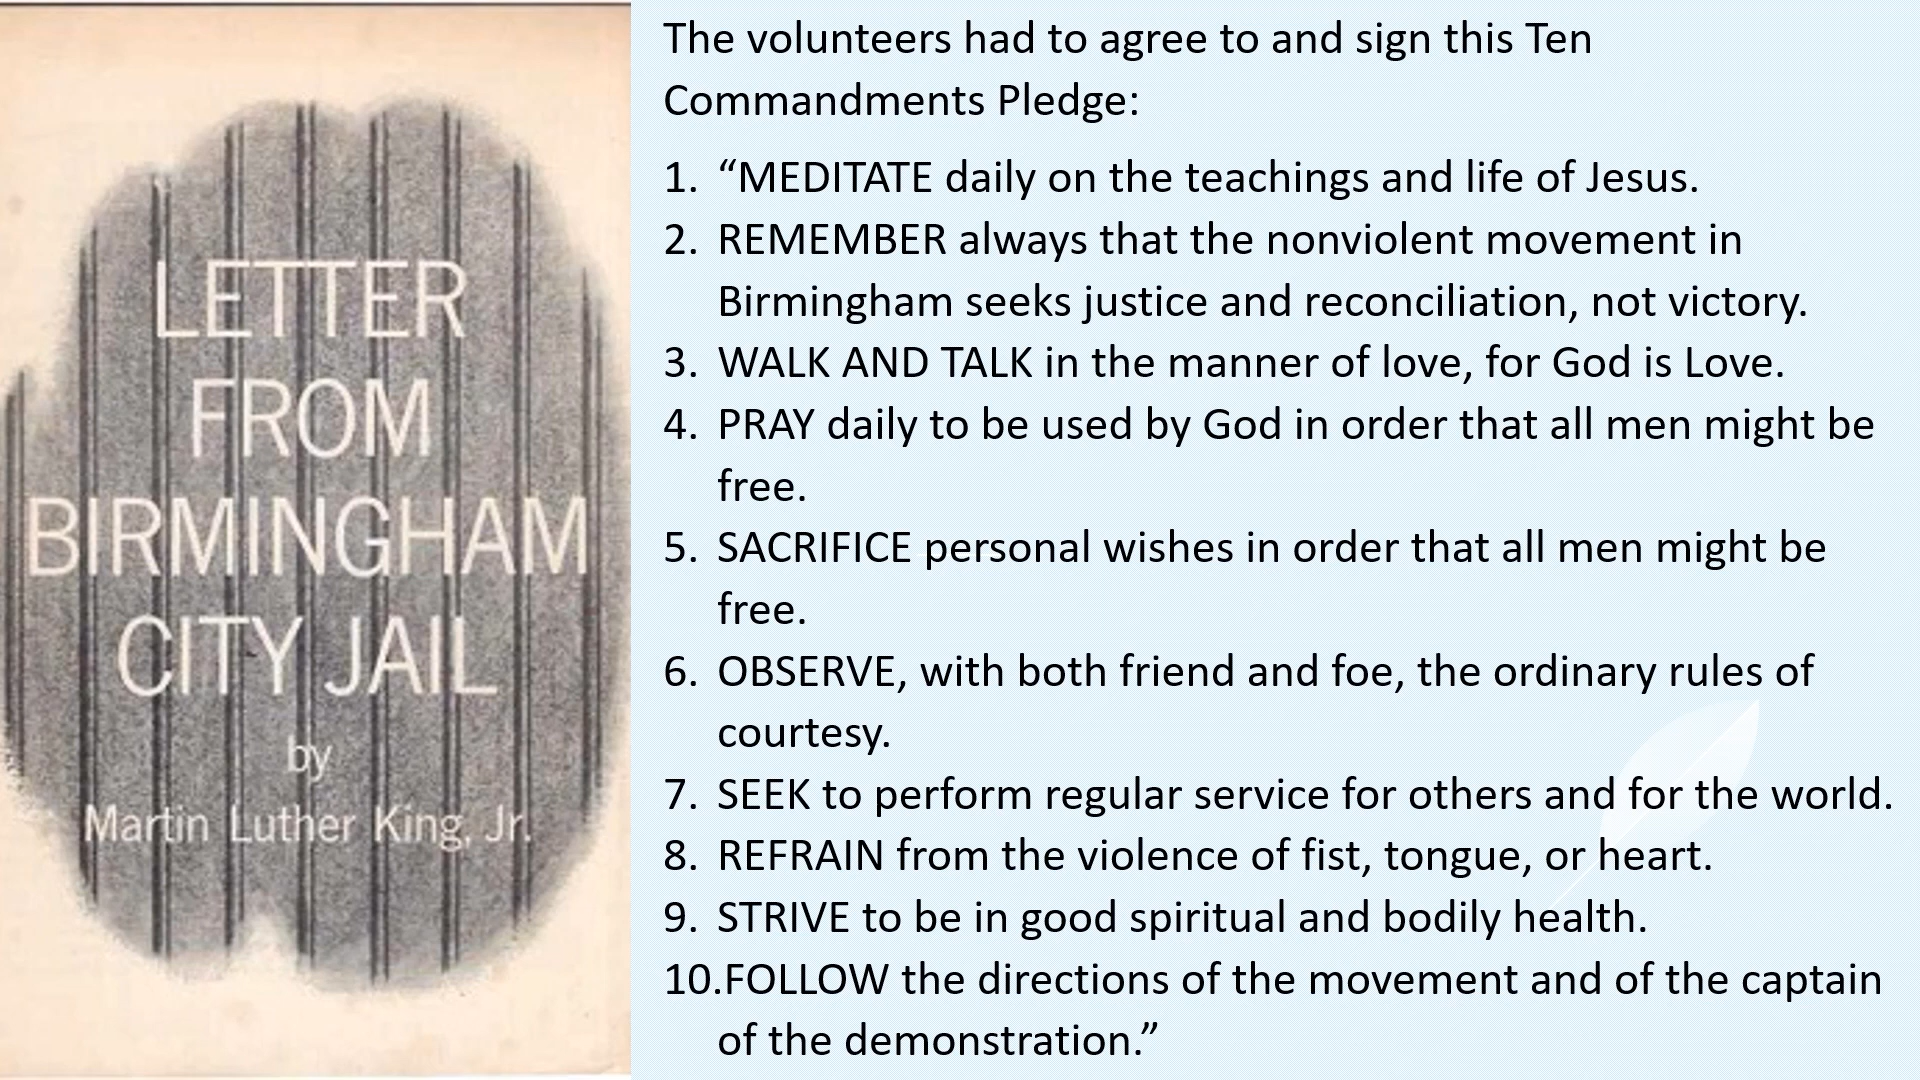 LETTER
FROM
BIRMINGHAM
CITY JAIL
by
Martin Luther King, Jr.
The volunteers had to agree to and sign this Ten
Commandments Pledge:
1. “MEDITATE daily on the teachings and life of Jesus.
2. REMEMBER always that the nonviolent movement in
Birmingham seeks justice and reconciliation, not victory.
3. WALK AND TALK in the manner of love, for God is Love.
4. PRAY daily to be used by God in order that all men might be
free.
5. SACRIFICE personal wishes in order that all men might be
free.
6. OBSERVE, with both friend and foe, the ordinary rules of
courtesy.
7. SEEK to perform regular service for others and for the world.
8. REFRAIN from the violence of fist, tongue, or heart.
9. STRIVE to be in good spiritual and bodily health.
10.FOLLOW the directions of the movement and of the captain
of the demonstration.”